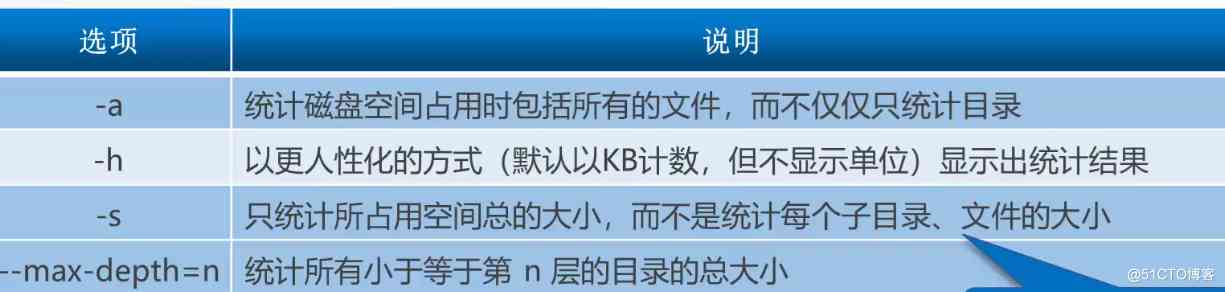 选项 说明
-a 统计磁盘空间占用时包括所有的文件，而不仅仅只统计目录
-h 以更人性化的方式（默认以KB计数，但不显示单位）显示出统计结果
-s 只统计所占用空间总的大小，而不是统计每个子目录、文件的大小
--max-depth=n 统计所有小于等于第 n 层的目录的总大小
@51CTO博客